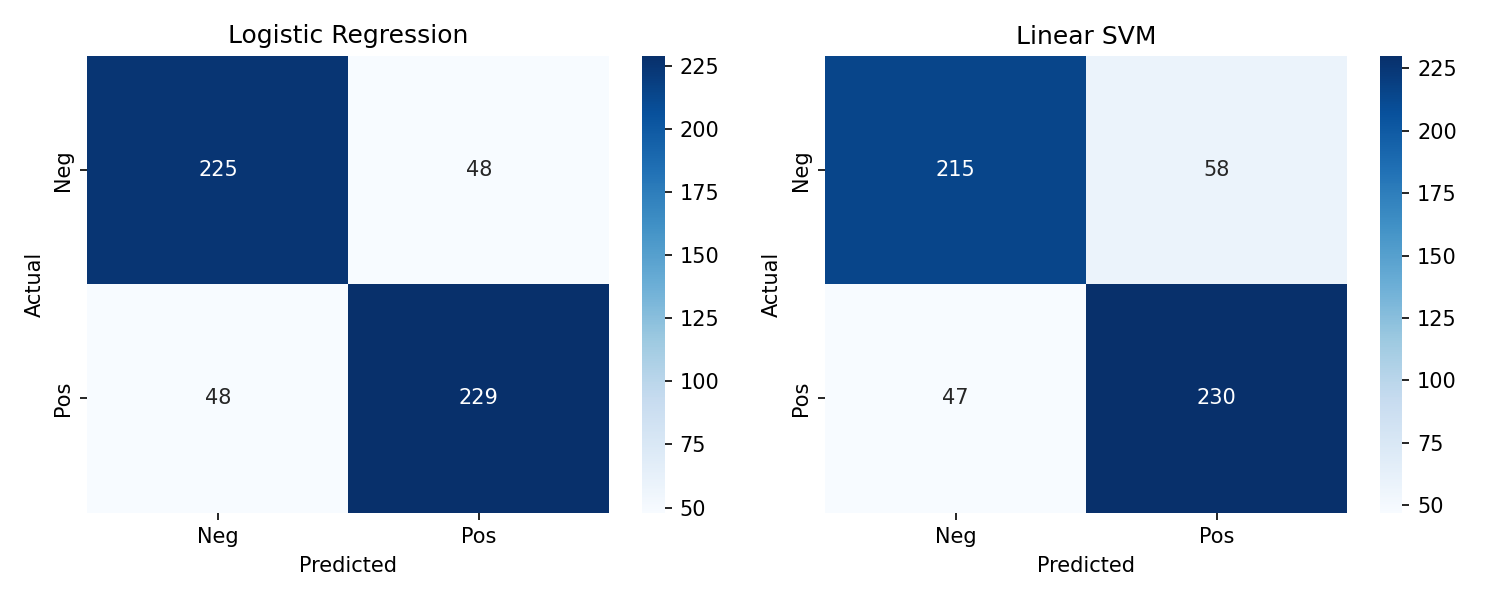 Logistic Regression
Actual
Neg
Pos
225 48
48 229
Neg Pos
Predicted
225
200
175
150
125
100
75
50
Linear SVM
Actual
Neg
Pos
215 58
47 230
Neg Pos
Predicted
225
200
175
150
125
100
75
50